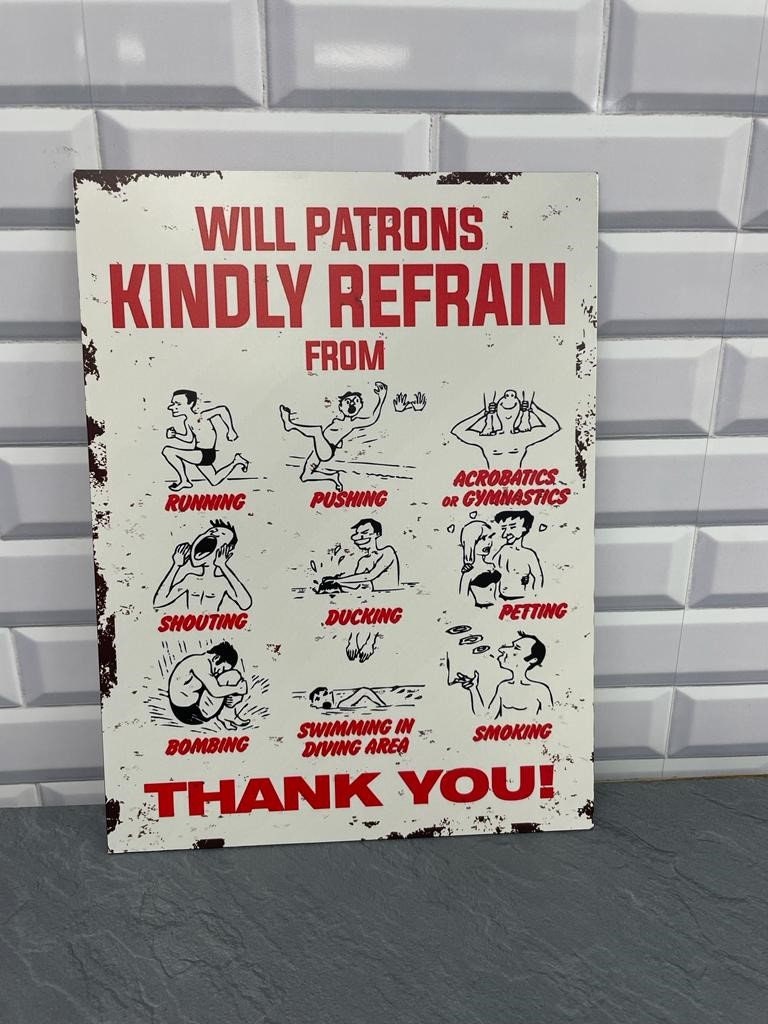 WILL PATRONS
KINDLY REFRAIN
FROM
RUNNING
PUSHING
ACROBATICS
OR GYMNASTICS
SHOUTING
DUCKING
PETTING
BOMBING
SWIMMING IN
DIVING AREA
SMOKING
THANK YOU!